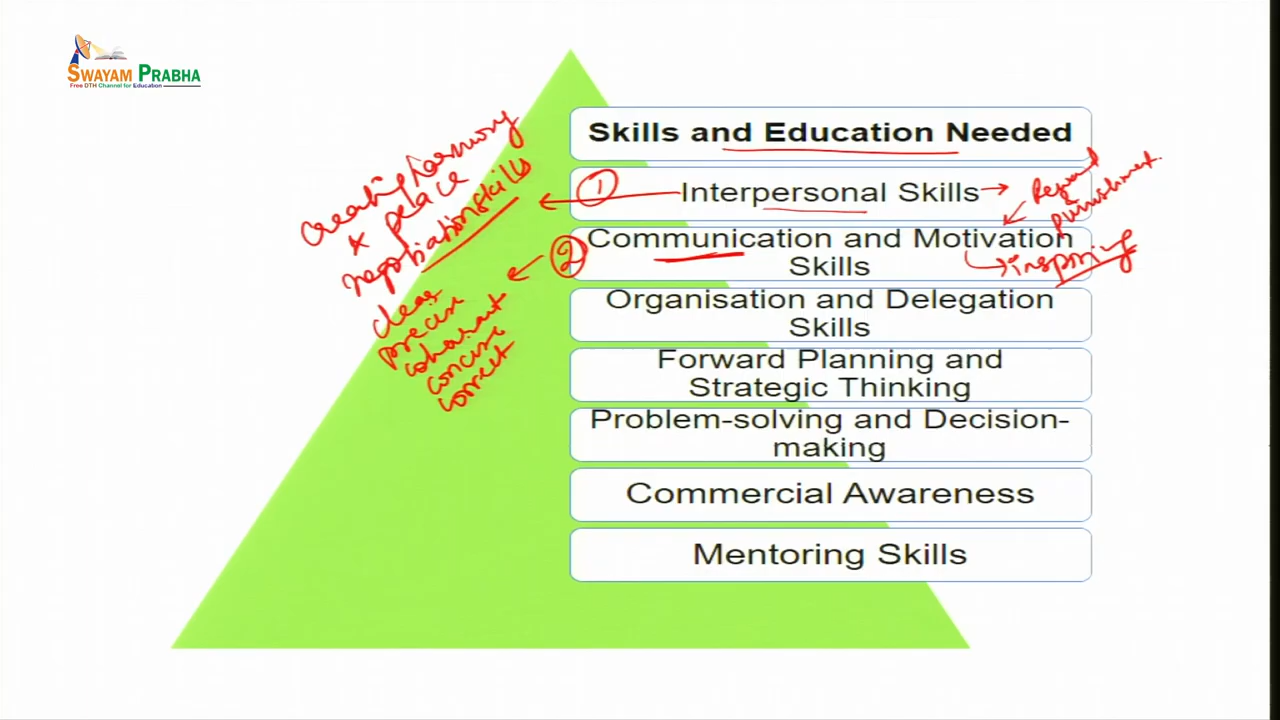 SWAYAM PRABHA
Free DTH Channel for Education
Skills and Education Needed
Interpersonal Skills
Communication and Motivation
Skills
Organisation and Delegation
Skills
Forward Planning and
Strategic Thinking
Problem-solving and Decision-
making
Commercial Awareness
Mentoring Skills
1
creating harmony
x peace
negotiation skills
Reward
&
punishment.
inspiring
2
clear
precise
coherent
concise
correct